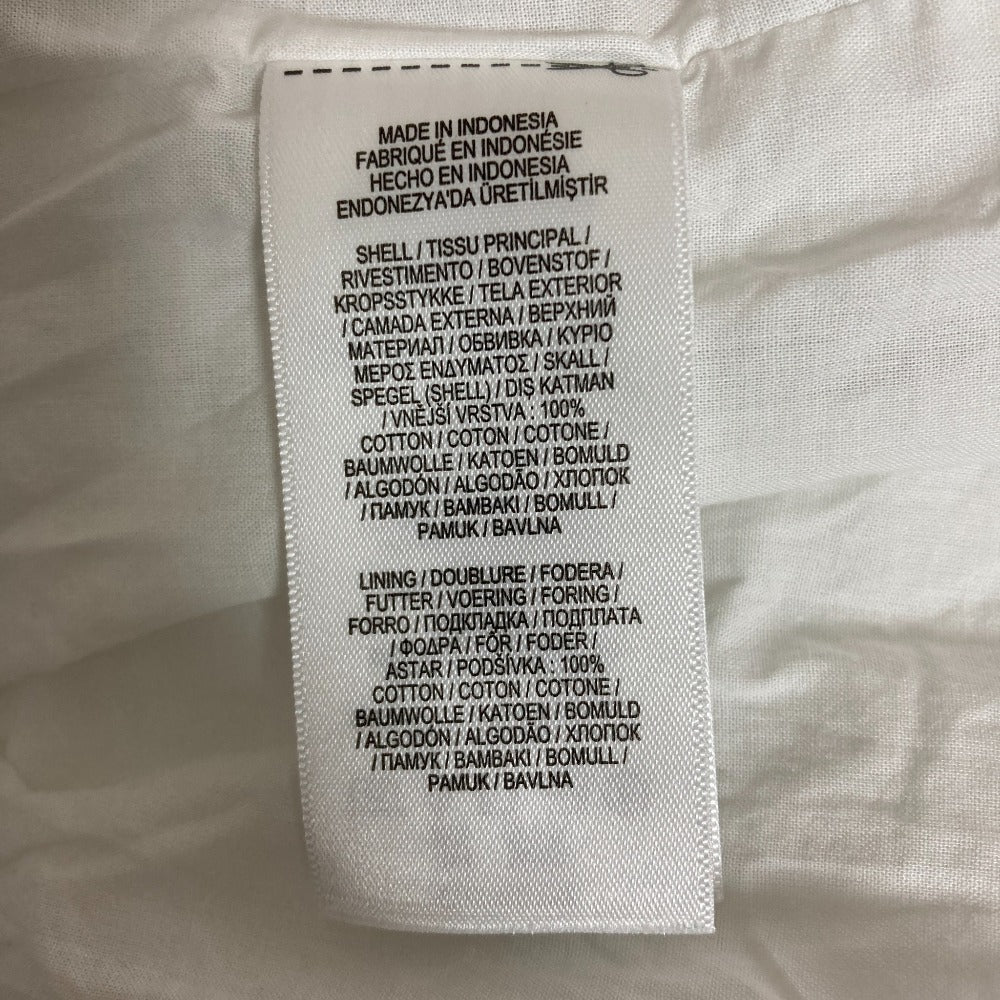 MADE IN INDONESIA
FABRIQUÉ EN INDONÉSIE
HECHO EN INDONESIA
ENDONEZYA'DA ÜRETİLMİŞTİR
SHELL / TISSU PRINCIPAL /
RIVESTIMENTO / BOVENSTOF /
KROPSSTYKKE / TELA EXTERIOR
/ CAMADA EXTERNA / ВЕРХНИЙ
МАТЕРИАЛ / ОБВИВКА / ΚΥΡΙΟ
ΜΕΡΟΣ ΕΝΔΥΜΑΤΟΣ / SKALL /
SPEGEL (SHELL) / DIŞ KATMAN
/ VNĚJŠÍ VRSTVA : 100%
COTTON / COTON / COTONE /
BAUMWOLLE / KATOEN / BOMULD
/ ALGODÓN / ALGODÃO / ХЛОПОК
/ ПАМУК / ΒΑΜΒΑΚΙ / BOMULL /
PAMUK / BAVLNA
LINING / DOUBLURE / FODERA /
FUTTER / VOERING / FORING /
FORRO / ПОДКЛАДКА / ПОДПЛАТА
/ ΦΟΔΡΑ / FÔR / FODER /
ASTAR / PODŠÍVKA : 100%
COTTON / COTON / COTONE /
BAUMWOLLE / KATOEN / BOMULD
/ ALGODÓN / ALGODÃO / ХЛОПОК
/ ПАМУК / ΒΑΜΒΑΚΙ / BOMULL /
PAMUK / BAVLNA